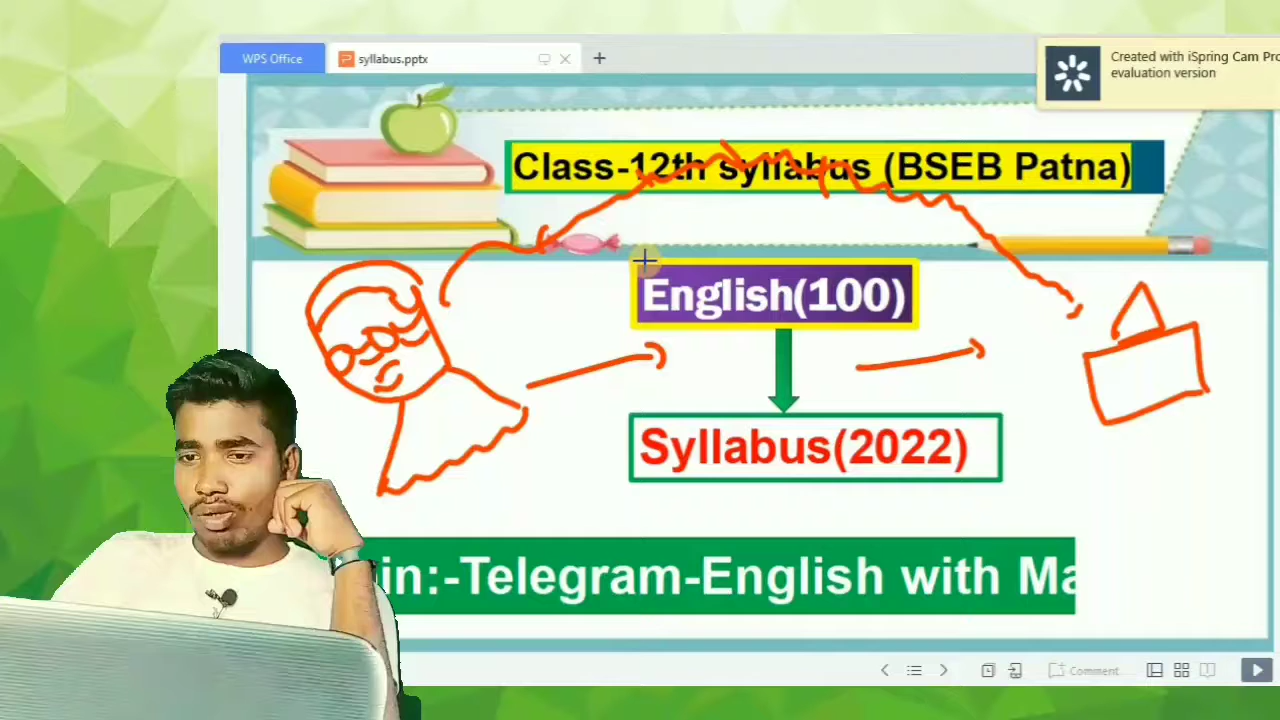 WPS Office
syllabus.pptx
Created with iSpring Cam Pro
evaluation version
Class-12th syllabus (BSEB Patna)
English(100)
Syllabus(2022)
in:-Telegram-English with Ma
Comment